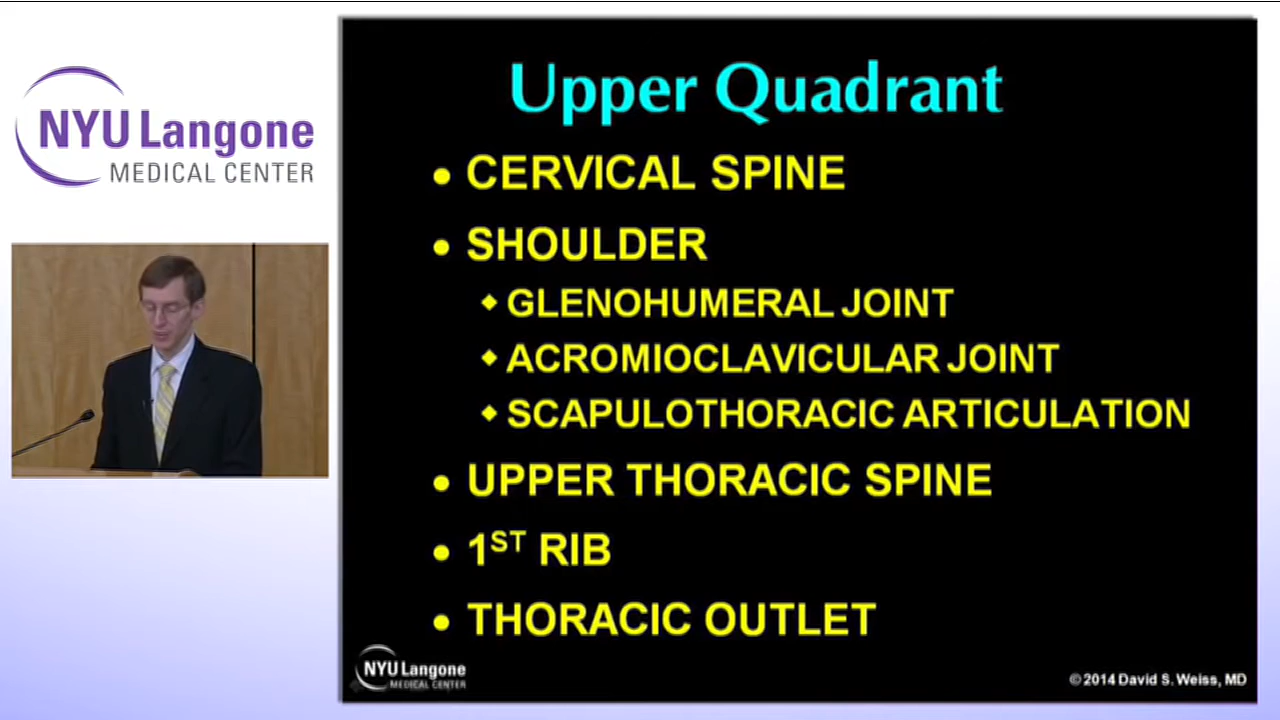 NYU Langone
MEDICAL CENTER
Upper Quadrant
• CERVICAL SPINE
• SHOULDER
◆ GLENOHUMERAL JOINT
◆ ACROMIOCLAVICULAR JOINT
◆ SCAPULOTHORACIC ARTICULATION
• UPPER THORACIC SPINE
• 1ST RIB
• THORACIC OUTLET
NYU Langone
MEDICAL CENTER
©2014 David S. Weiss, MD